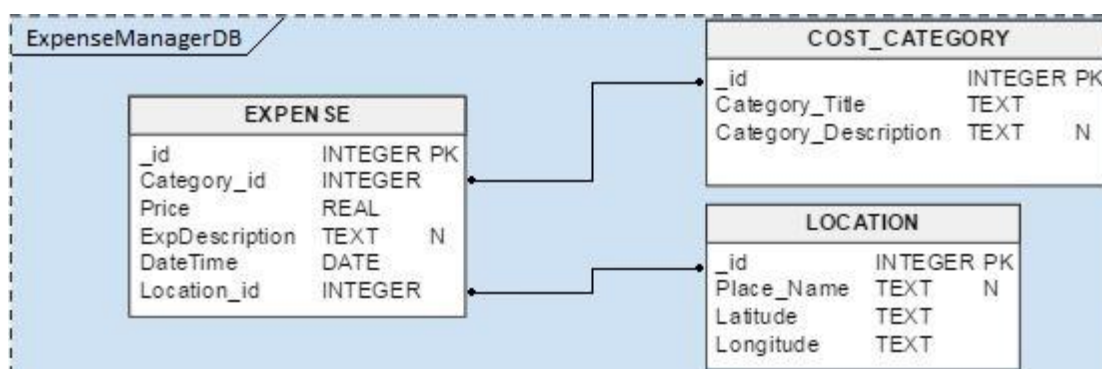 ExpenseManagerDB
EXPENSE
_id INTEGER PK
Category_id INTEGER
Price REAL
ExpDescription TEXT N
DateTime DATE
Location_id INTEGER
COST_CATEGORY
_id INTEGER PK
Category_Title TEXT
Category_Description TEXT N
LOCATION
_id INTEGER PK
Place_Name TEXT N
Latitude TEXT
Longitude TEXT